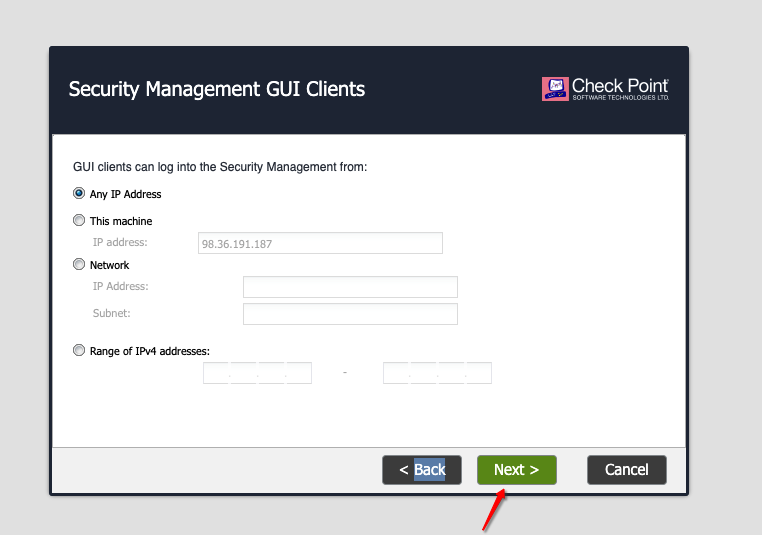 Security Management GUI Clients
Check Point
SOFTWARE TECHNOLOGIES LTD.
GUI clients can log into the Security Management from:
Any IP Address
This machine
IP address: 98.36.191.187
Network
IP Address:
Subnet:
Range of IPv4 addresses:
-
< Back Next > Cancel